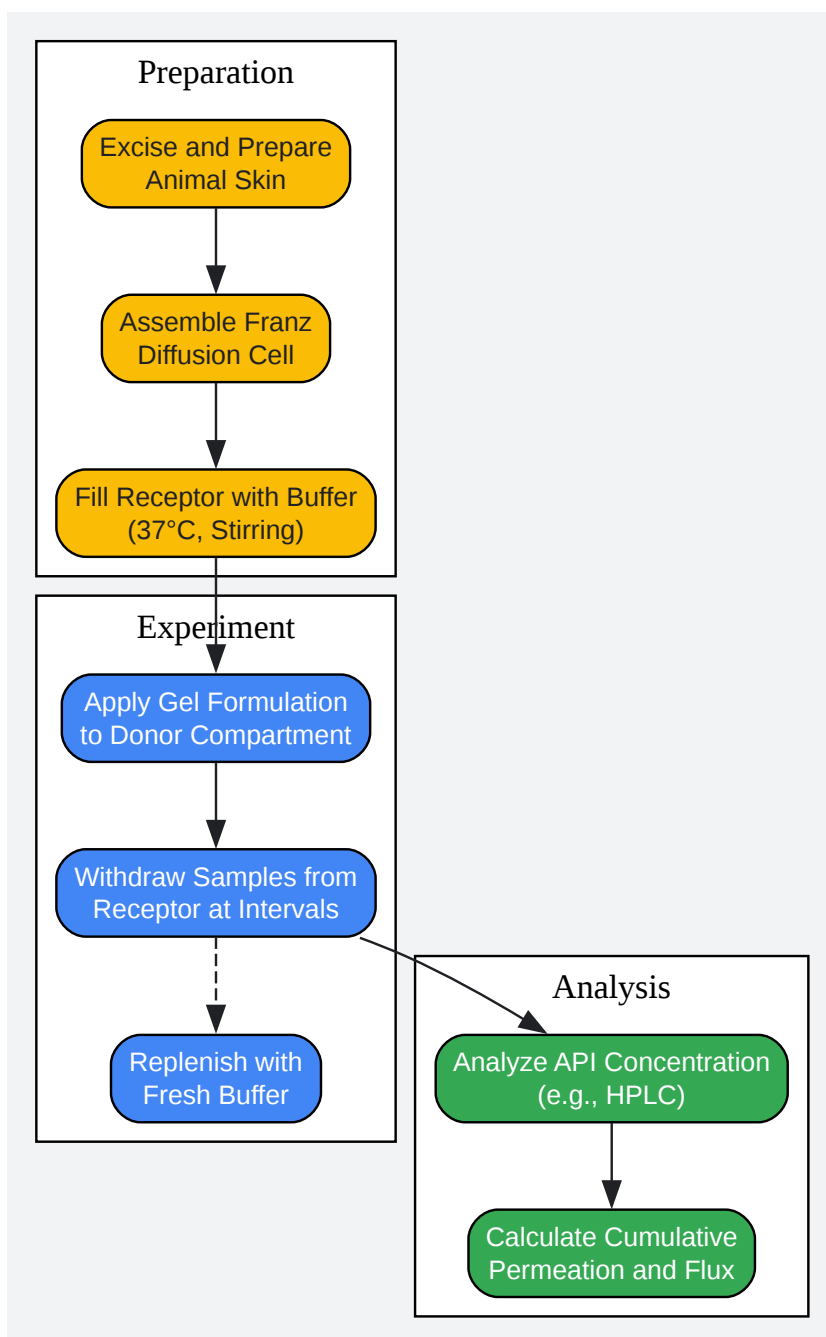 Preparation
Excise and Prepare
Animal Skin
Assemble Franz
Diffusion Cell
Fill Receptor with Buffer
(37°C, Stirring)
Experiment
Apply Gel Formulation
to Donor Compartment
Withdraw Samples from
Receptor at Intervals
Replenish with
Fresh Buffer
Analysis
Analyze API Concentration
(e.g., HPLC)
Calculate Cumulative
Permeation and Flux